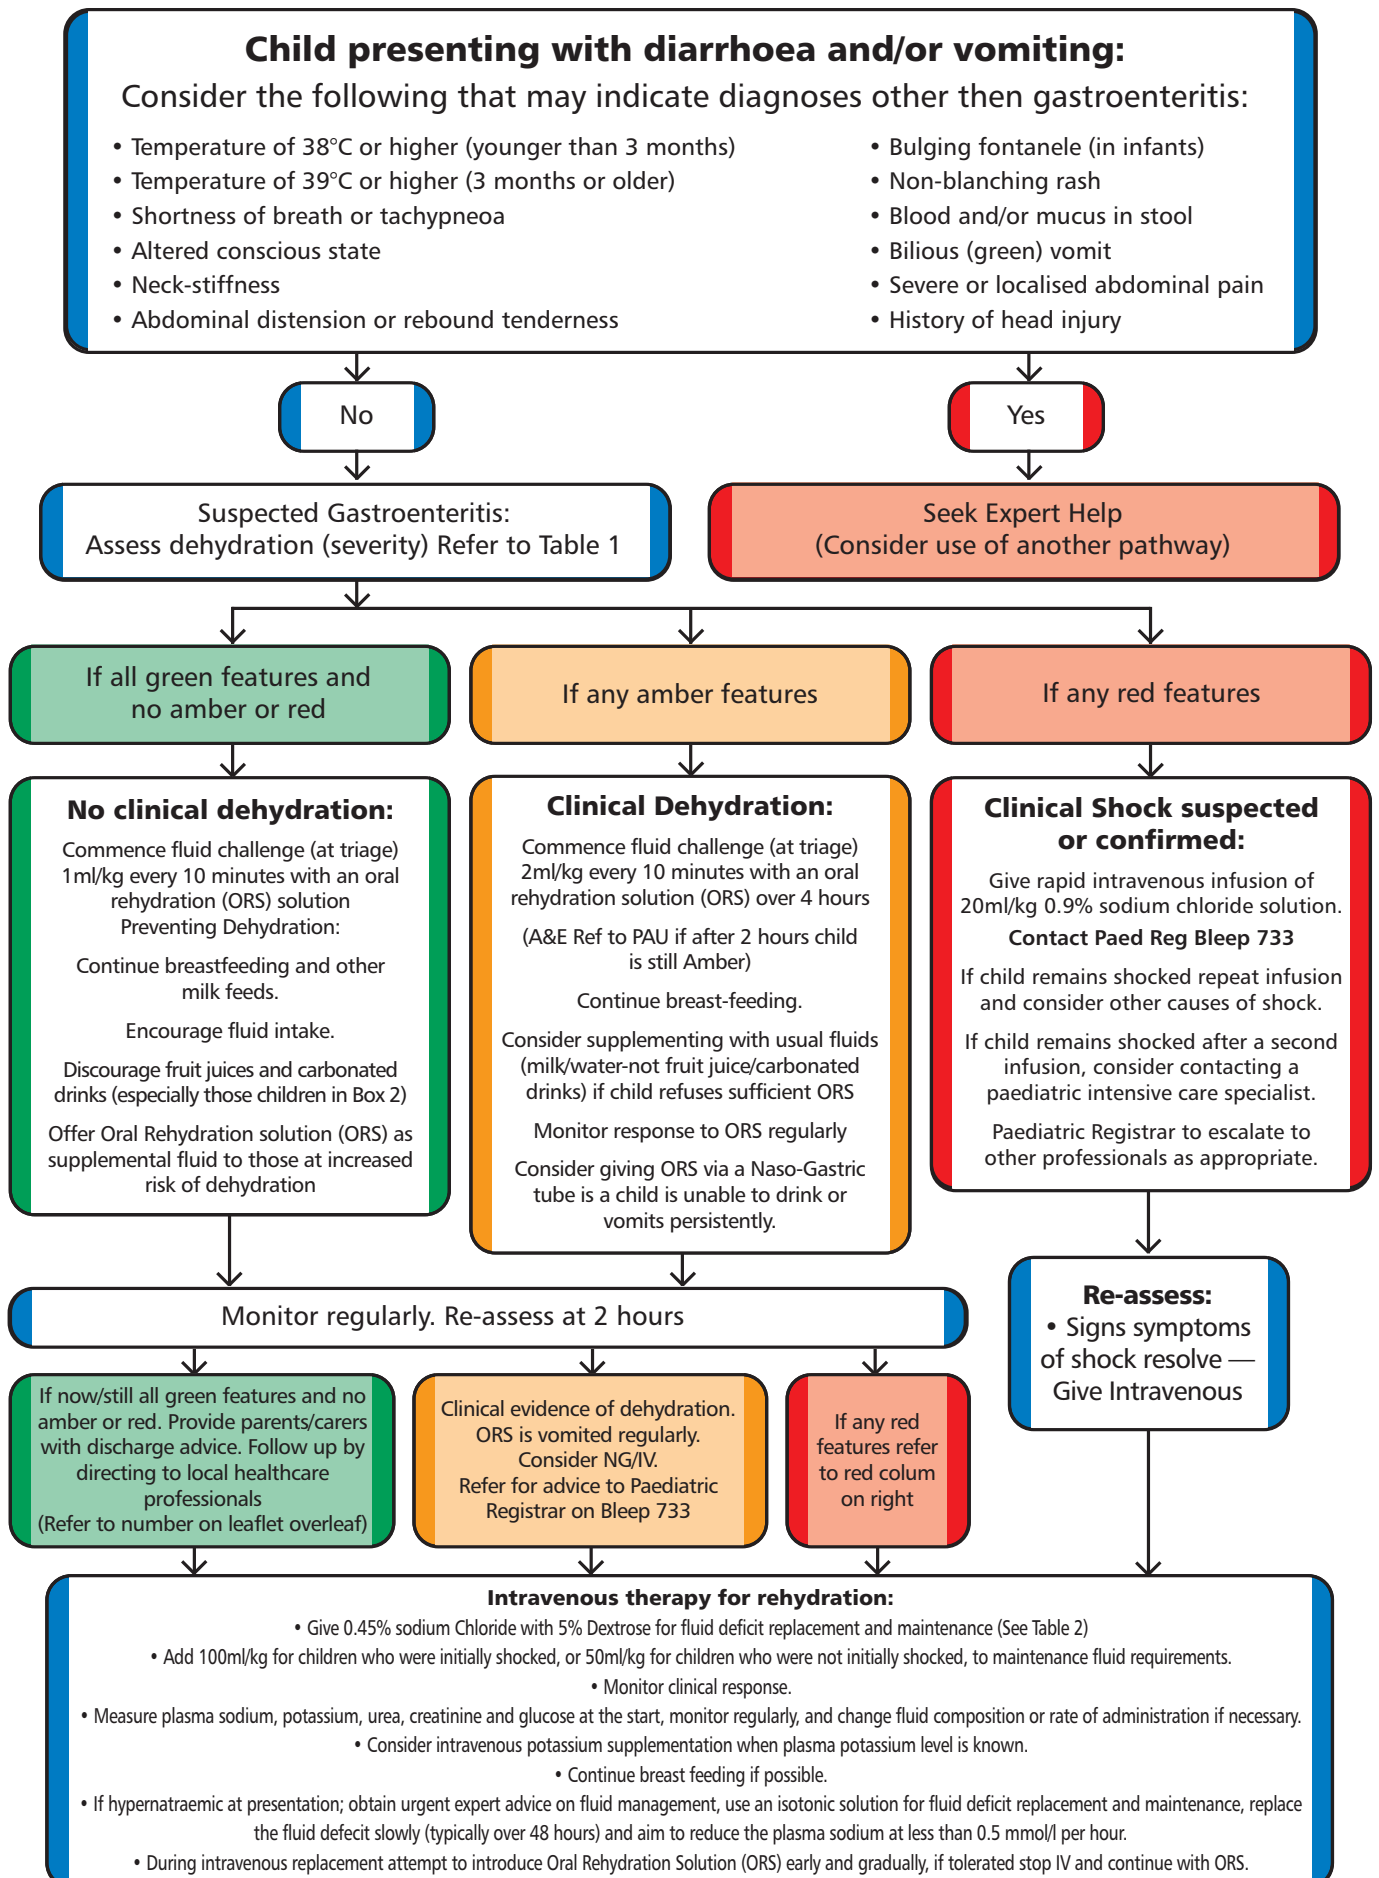 Child presenting with diarrhoea and/or vomiting:
Consider the following that may indicate diagnoses other then gastroenteritis:
• Temperature of 38°C or higher (younger than 3 months)
• Temperature of 39°C or higher (3 months or older)
• Shortness of breath or tachypneoa
• Altered conscious state
• Neck-stiffness
• Abdominal distension or rebound tenderness
• Bulging fontanele (in infants)
• Non-blanching rash
• Blood and/or mucus in stool
• Bilious (green) vomit
• Severe or localised abdominal pain
• History of head injury
No
Yes
Suspected Gastroenteritis:
Assess dehydration (severity) Refer to Table 1
Seek Expert Help
(Consider use of another pathway)
If all green features and
no amber or red
If any amber features
If any red features
No clinical dehydration:
Commence fluid challenge (at triage)
1ml/kg every 10 minutes with an oral
rehydration (ORS) solution
Preventing Dehydration:
Continue breastfeeding and other
milk feeds.
Encourage fluid intake.
Discourage fruit juices and carbonated
drinks (especially those children in Box 2)
Offer Oral Rehydration solution (ORS) as
supplemental fluid to those at increased
risk of dehydration
Clinical Dehydration:
Commence fluid challenge (at triage)
2ml/kg every 10 minutes with an oral
rehydration solution (ORS) over 4 hours
(A&E Ref to PAU if after 2 hours child
is still Amber)
Continue breast-feeding.
Consider supplementing with usual fluids
(milk/water-not fruit juice/carbonated
drinks) if child refuses sufficient ORS
Monitor response to ORS regularly
Consider giving ORS via a Naso-Gastric
tube is a child is unable to drink or
vomits persistently.
Clinical Shock suspected
or confirmed:
Give rapid intravenous infusion of
20ml/kg 0.9% sodium chloride solution.
Contact Paed Reg Bleep 733
If child remains shocked repeat infusion
and consider other causes of shock.
If child remains shocked after a second
infusion, consider contacting a
paediatric intensive care specialist.
Paediatric Registrar to escalate to
other professionals as appropriate.
Monitor regularly. Re-assess at 2 hours
Re-assess:
• Signs symptoms
of shock resolve —
Give Intravenous
If now/still all green features and no
amber or red. Provide parents/carers
with discharge advice. Follow up by
directing to local healthcare
professionals
(Refer to number on leaflet overleaf)
Clinical evidence of dehydration.
ORS is vomited regularly.
Consider NG/IV.
Refer for advice to Paediatric
Registrar on Bleep 733
If any red
features refer
to red colum
on right
Intravenous therapy for rehydration:
• Give 0.45% sodium Chloride with 5% Dextrose for fluid deficit replacement and maintenance (See Table 2)
• Add 100ml/kg for children who were initially shocked, or 50ml/kg for children who were not initially shocked, to maintenance fluid requirements.
• Monitor clinical response.
• Measure plasma sodium, potassium, urea, creatinine and glucose at the start, monitor regularly, and change fluid composition or rate of administration if necessary.
• Consider intravenous potassium supplementation when plasma potassium level is known.
• Continue breast feeding if possible.
• If hypernatraemic at presentation; obtain urgent expert advice on fluid management, use an isotonic solution for fluid deficit replacement and maintenance, replace
the fluid defecit slowly (typically over 48 hours) and aim to reduce the plasma sodium at less than 0.5 mmol/l per hour.
• During intravenous replacement attempt to introduce Oral Rehydration Solution (ORS) early and gradually, if tolerated stop IV and continue with ORS.